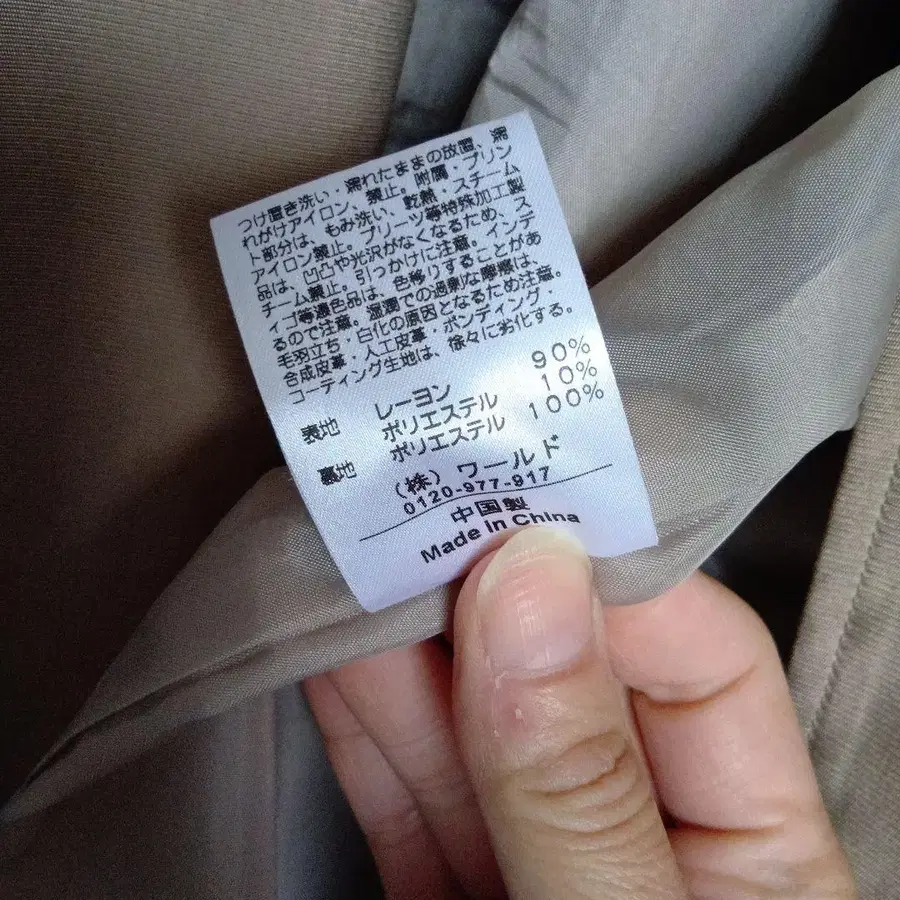 つけ置き洗い・濡れたままの放置、濡
れがけアイロン、禁止。附属・プリン
ト部分は、もみ洗い、乾熱・スチーム
アイロン禁止。プリーツ等特殊加工製
品は、凹凸や光沢がなくなるため、ス
チーム禁止。引っかけに注意。インデ
ィゴ等濃色品は、色移りすることがあ
るので注意。湿潤での過剰な摩擦は、
毛羽立ち・白化の原因となるため注意。
合成皮革・人工皮革・ボンディング・
コーティング生地は、徐々に劣化する。
表地 レーヨン 90%
ポリエステル 10%
裏地 ポリエステル 100%
(株) ワールド
0120-977-917
中国製
Made in China